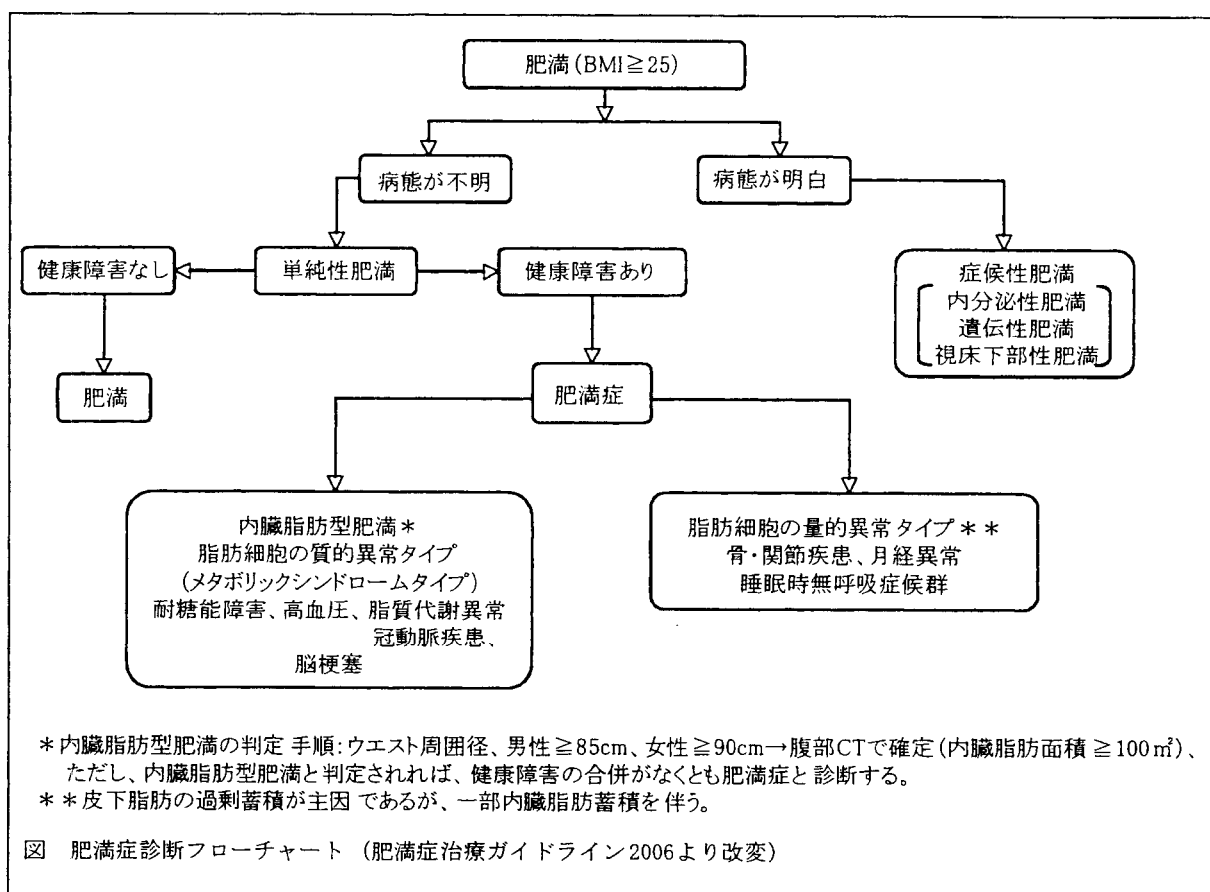 肥満(BMI≧25)
病態が不明
病態が明白
健康障害なし
単純性肥満
健康障害あり
症候性肥満
内分泌性肥満
遺伝性肥満
視床下部性肥満
肥満
肥満症
内臓脂肪型肥満＊
脂肪細胞の質的異常タイプ
(メタボリックシンドロームタイプ)
耐糖能障害、高血圧、脂質代謝異常
冠動脈疾患、
脳梗塞
脂肪細胞の量的異常タイプ＊＊
骨・関節疾患、月経異常
睡眠時無呼吸症候群
＊内臓脂肪型肥満の判定 手順:ウエスト周囲径、男性≧85cm、女性≧90cm→腹部CTで確定(内臓脂肪面積 ≧100㎡)、
ただし、内臓脂肪型肥満と判定されれば、健康障害の合併がなくとも肥満症と診断する。
＊＊皮下脂肪の過剰蓄積が主因 であるが、一部内臓脂肪蓄積を伴う。
図 肥満症診断フローチャート (肥満症治療ガイドライン2006より改変)